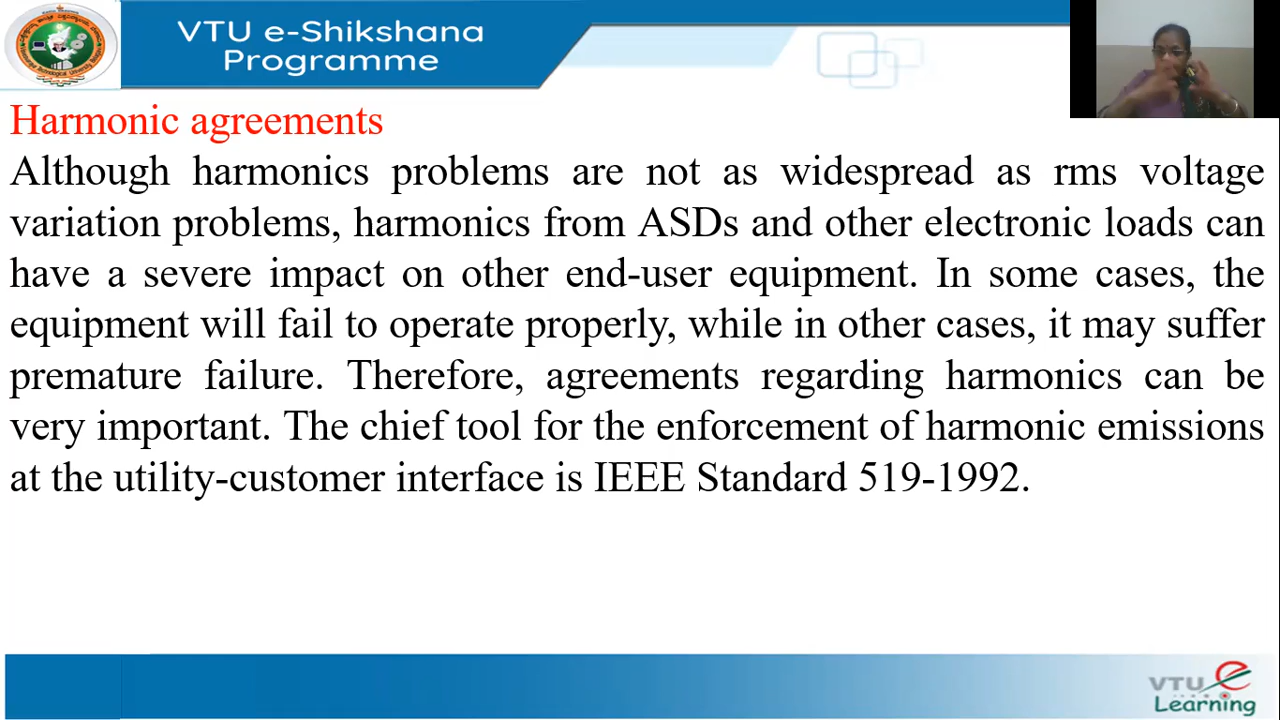 VTU e-Shikshana
Programme
Harmonic agreements
Although harmonics problems are not as widespread as rms voltage
variation problems, harmonics from ASDs and other electronic loads can
have a severe impact on other end-user equipment. In some cases, the
equipment will fail to operate properly, while in other cases, it may suffer
premature failure. Therefore, agreements regarding harmonics can be
very important. The chief tool for the enforcement of harmonic emissions
at the utility-customer interface is IEEE Standard 519-1992.
VTU e
Learning